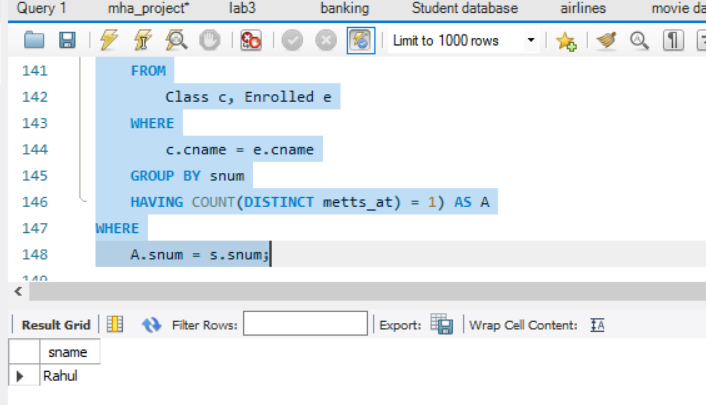 Query 1 mha_project* lab3 banking Student database airlines movie da
Limit to 1000 rows
141 FROM
142 Class c, Enrolled e
143 WHERE
144 c.cname = e.cname
145 GROUP BY snum
146 HAVING COUNT(DISTINCT metts_at) = 1) AS A
147 WHERE
148 A.snum = s.snum;
149
Result Grid Filter Rows: Export: Wrap Cell Content: IA
sname
Rahul